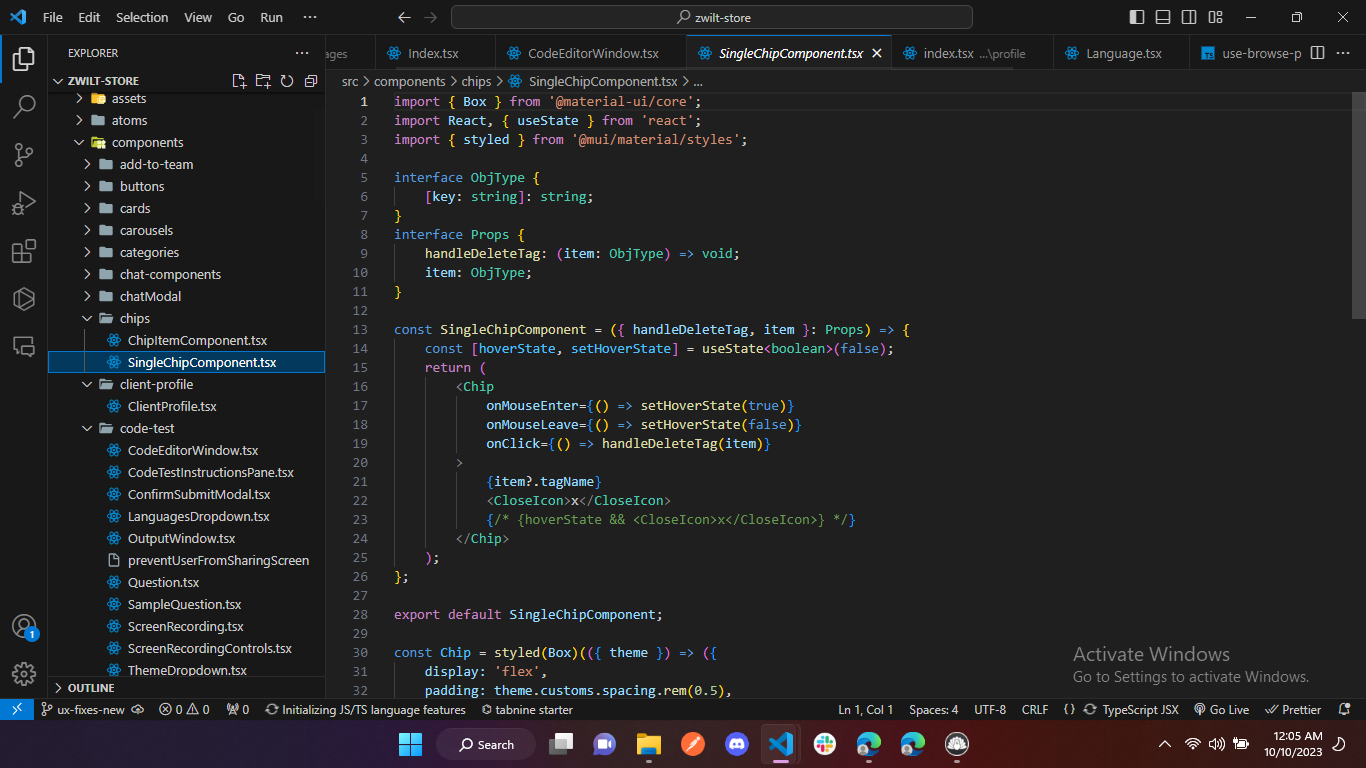 File Edit Selection View Go Run ··· zwilt-store
EXPLORER ···
ages Index.tsx CodeEditorWindow.tsx SingleChipComponent.tsx index.tsx ...\profile Language.tsx use-browse-p ···
ZWILT-STORE
src > components > chips > SingleChipComponent.tsx > ...
assets
atoms
components
add-to-team
buttons
cards
carousels
categories
chat-components
chatModal
chips
ChipItemComponent.tsx
SingleChipComponent.tsx
client-profile
ClientProfile.tsx
code-test
CodeEditorWindow.tsx
CodeTestInstructionsPane.tsx
ConfirmSubmitModal.tsx
LanguagesDropdown.tsx
OutputWindow.tsx
preventUserFromSharingScreen
Question.tsx
SampleQuestion.tsx
ScreenRecording.tsx
ScreenRecordingControls.tsx
ThemeDropdown.tsx
OUTLINE
1 import { Box } from '@material-ui/core';
2 import React, { useState } from 'react';
3 import { styled } from '@mui/material/styles';
4
5 interface ObjType {
6 [key: string]: string;
7 }
8 interface Props {
9 handleDeleteTag: (item: ObjType) => void;
10 item: ObjType;
11 }
12
13 const SingleChipComponent = ({ handleDeleteTag, item }: Props) => {
14 const [hoverState, setHoverState] = useState<boolean>(false);
15 return (
16 <Chip
17 onMouseEnter={() => setHoverState(true)}
18 onMouseLeave={() => setHoverState(false)}
19 onClick={() => handleDeleteTag(item)}
20 >
21 {item?.tagName}
22 <CloseIcon>x</CloseIcon>
23 {/* {hoverState && <CloseIcon>x</CloseIcon>} */}
24 </Chip>
25 );
26 };
27
28 export default SingleChipComponent;
29
30 const Chip = styled(Box)(({ theme }) => ({
31 display: 'flex',
32 padding: theme.customs.spacing.rem(0.5),
Activate Windows
Go to Settings to activate Windows.
1
ux-fixes-new 0 0 0 Initializing JS/TS language features tabnine starter Ln 1, Col 1 Spaces: 4 UTF-8 CRLF {} TypeScript JSX Go Live Prettier
Search
12:05 AM
10/10/2023